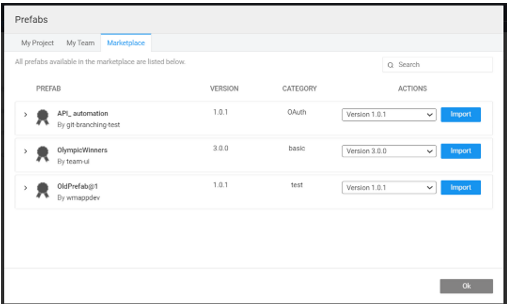 Prefabs
My Project My Team Marketplace
All prefabs available in the marketplace are listed below.
Search
PREFAB VERSION CATEGORY ACTIONS
API_ automation 1.0.1 OAuth Version 1.0.1 Import
By git-branching-test
OlympicWinners 3.0.0 basic Version 3.0.0 Import
By team-ui
OldPrefab@1 1.0.1 test Version 1.0.1 Import
By wmappdev
Ok